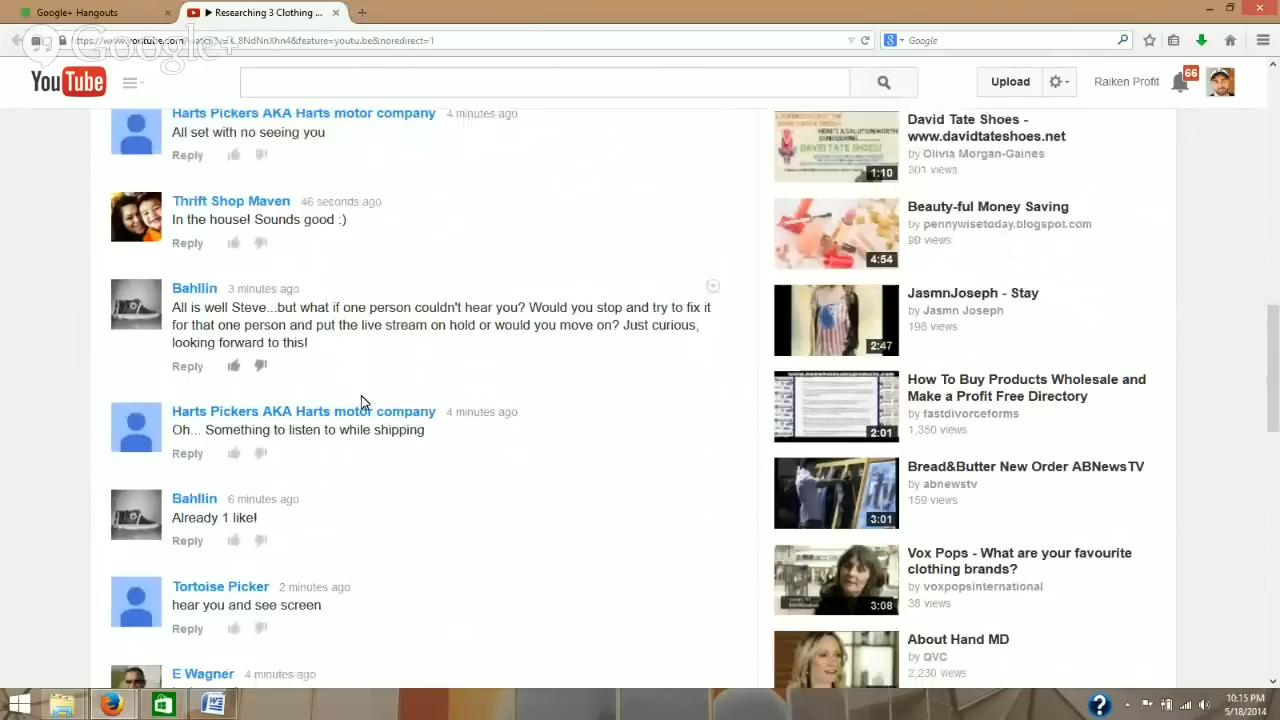 Google+ Hangouts
▶ Researching 3 Clothing ...
Google+
8NdNnXhn4&feature=youtu.be&noredirect=1
Google
YouTube
Upload
Raiken Profit
66
Harts Pickers AKA Harts motor company 4 minutes ago
All set with no seeing you
Reply
Thrift Shop Maven 46 seconds ago
In the house! Sounds good :)
Reply
Bahllin 3 minutes ago
All is well Steve...but what if one person couldn't hear you? Would you stop and try to fix it
for that one person and put the live stream on hold or would you move on? Just curious,
looking forward to this!
Reply
Harts Pickers AKA Harts motor company 4 minutes ago
Oh... Something to listen to while shipping
Reply
Bahllin 6 minutes ago
Already 1 like!
Reply
Tortoise Picker 2 minutes ago
hear you and see screen
Reply
E Wagner 4 minutes ago
DAVID TATE SHOES
1:10
David Tate Shoes -
www.davidtateshoes.net
by Olivia Morgan-Gaines
301 views
4:54
Beauty-ful Money Saving
by pennywisetoday.blogspot.com
99 views
2:47
JasmnJoseph - Stay
by Jasmn Joseph
198 views
2:01
How To Buy Products Wholesale and
Make a Profit Free Directory
by fastdivorceforms
1,350 views
3:01
Bread&Butter New Order ABNewsTV
by abnewstv
159 views
3:08
Vox Pops - What are your favourite
clothing brands?
by voxpopsinternational
38 views
About Hand MD
by QVC
2,230 views
10:15 PM
5/18/2014